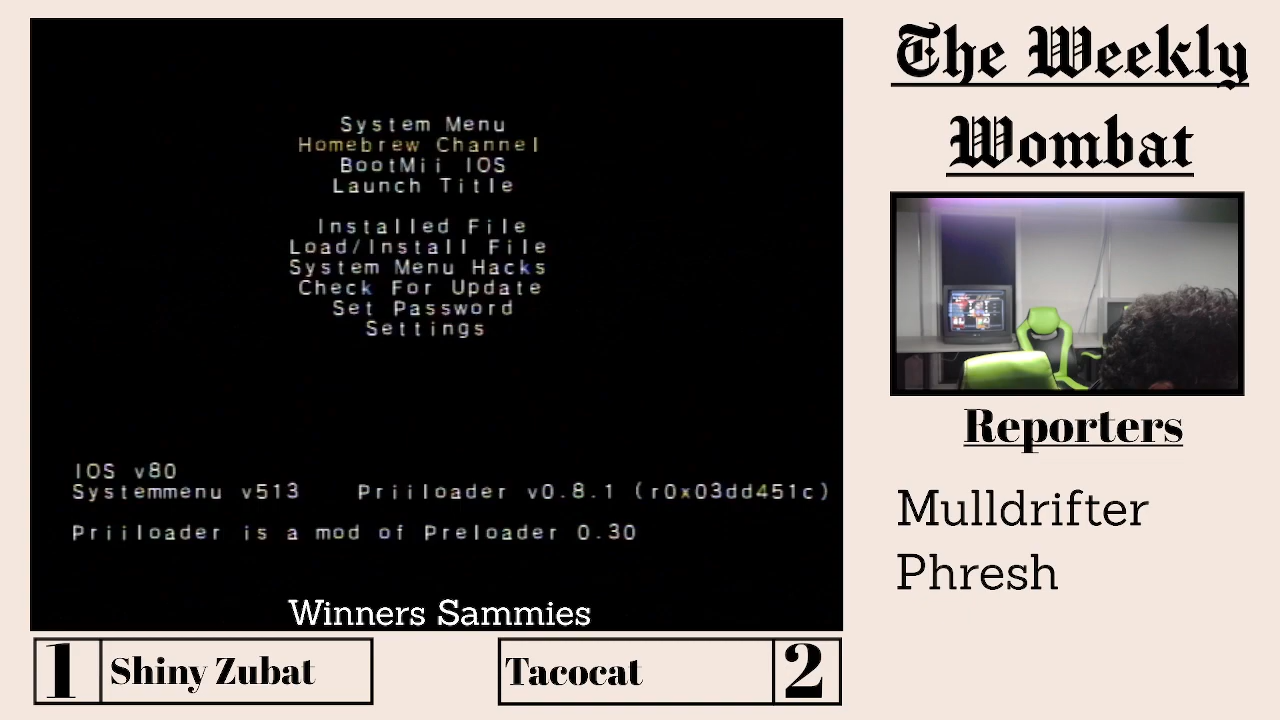 The Weekly
Wombat
System Menu
Homebrew Channel
BootMii IOS
Launch Title
Installed File
Load/Install File
System Menu Hacks
Check For Update
Set Password
Settings
IOS v80
Systemmenu v513 Priiloader v0.8.1 (r0x03dd451c)
Priiloader is a mod of Preloader 0.30
Winners Sammies
1 Shiny Zubat
Tacocat 2
Reporters
Mulldrifter
Phresh